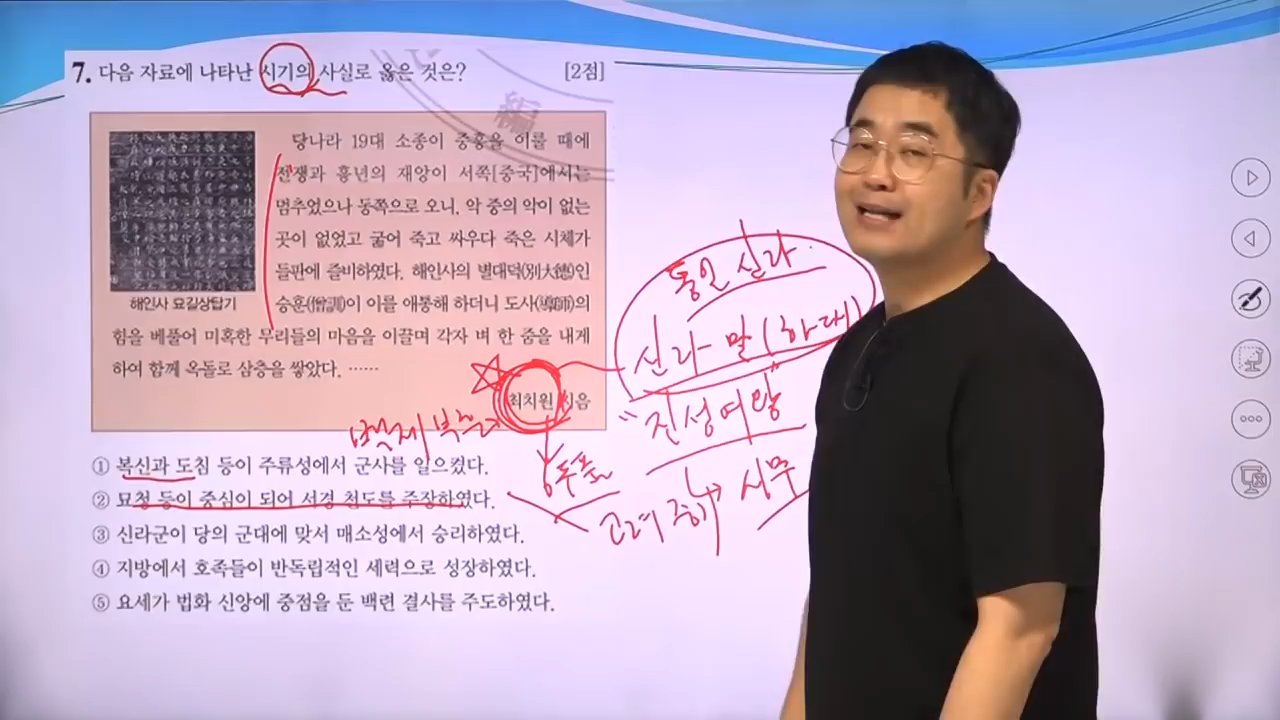 7. 다음 자료에 나타난 시기의 사실로 옳은 것은? [2점]
당나라 19대 소종이 중흥을 이룰 때에
전쟁과 흉년의 재앙이 서쪽[중국]에서는
멈추었으나 동쪽으로 오니, 악 중의 악이 없는
곳이 없었고 굶어 죽고 싸우다 죽은 시체가
들판에 즐비하였다. 해인사의 별대덕(別大德)인
승훈(僧訓)이 이를 애통해 하더니 도사(導師)의
힘을 베풀어 미혹한 무리들의 마음을 이끌며 각자 벼 한 줌을 내게
하여 함께 옥돌로 삼층을 쌓았다. ……
최치원 지음
해인사 묘길상탑기
① 복신과 도침 등이 주류성에서 군사를 일으켰다.
② 묘청 등이 중심이 되어 서경 천도를 주장하였다.
③ 신라군이 당의 군대에 맞서 매소성에서 승리하였다.
④ 지방에서 호족들이 반독립적인 세력으로 성장하였다.
⑤ 요세가 법화 신앙에 중점을 둔 백련 결사를 주도하였다.
통일 신라
신라 말(하대)
"진성여왕"
백제 부흥
6두품
고려 중기 → 시무
編